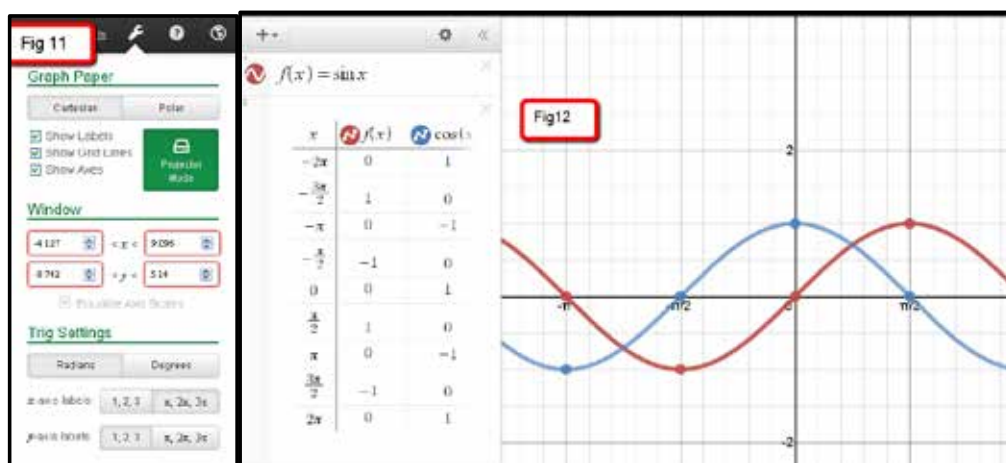 Fig 11
Graph Paper
Cartesian Polar
Show Labels
Show Grid Lines
Show Axes
Projector
Mode
Window
< x < 
< y < 
Trig Settings
Radians Degrees
x-axis labels 1, 2, 3 π, 2π, 3π
y-axis labels 1, 2, 3 π, 2π, 3π
f(x) = sin x
x f(x) cos(x
-2π 0 1
-3π/2 1 0
-π 0 -1
-π/2 -1 0
0 0 1
π/2 1 0
π 0 -1
3π/2 -1 0
2π 0 1
Fig12
2
-π -π/2 0 π/2
-2